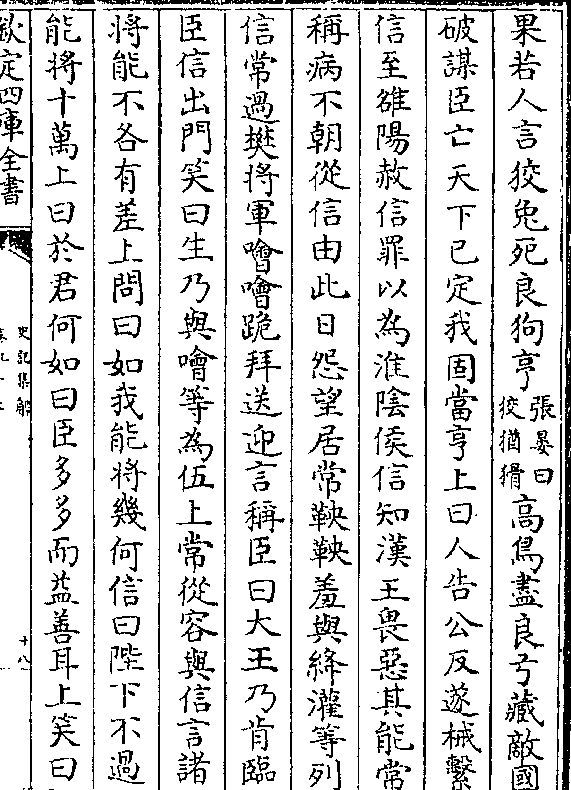 果若人言狡兔死良狗亨張晏曰狡猶猾高鳥盡良弓藏敵國
破謀臣亡天下已定我固當亨上曰人告公反遂械繫
信至雒陽赦信罪以為淮陰侯信知漢王畏惡其能常
稱病不朝從信由此日怨望居常鞅鞅羞與絳灌等列
信常過樊將軍噲噲跪拜送迎言稱臣曰大王乃肯臨
臣信出門笑曰生乃與噲等為伍上常從容與信言諸
將能不各有差上問曰如我能將幾何信曰陛下不過
能將十萬上曰於君何如曰臣多多而益善耳上笑曰
欽定四庫全書
史記集解
十八